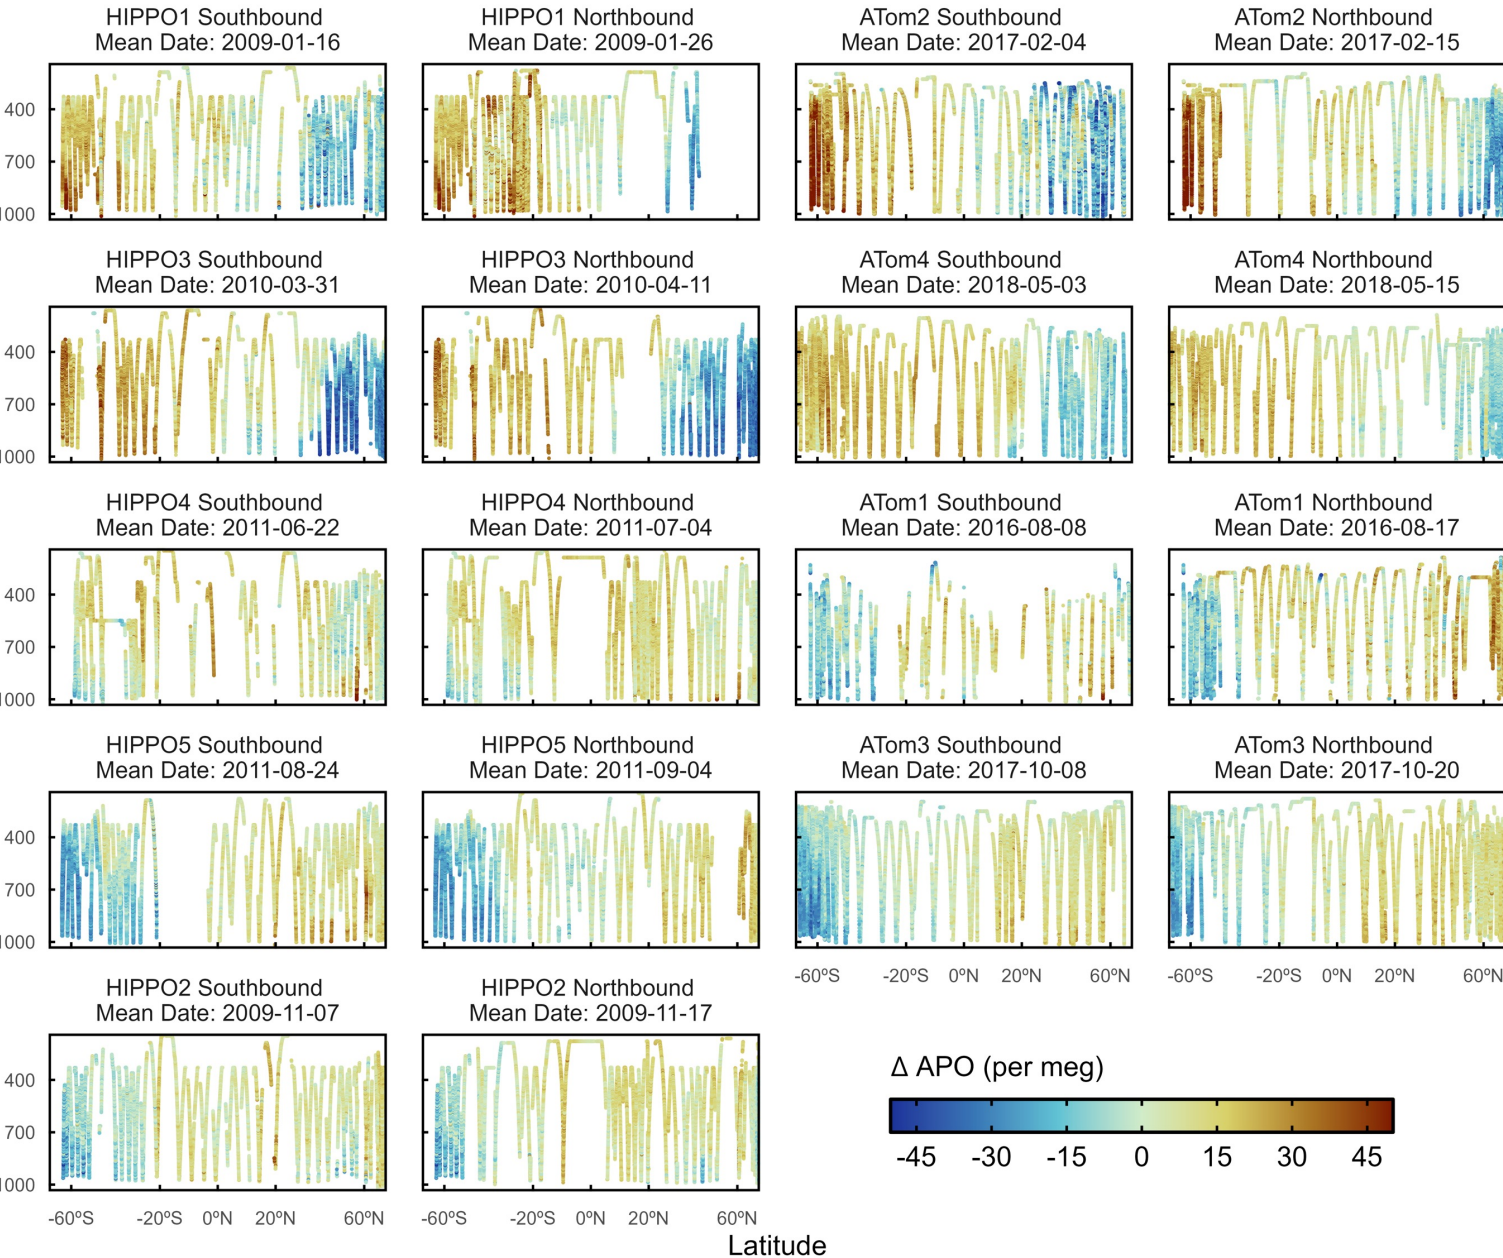 HIPPO1 Southbound
Mean Date: 2009-01-16
HIPPO1 Northbound
Mean Date: 2009-01-26
ATom2 Southbound
Mean Date: 2017-02-04
ATom2 Northbound
Mean Date: 2017-02-15
400
700
1000
HIPPO3 Southbound
Mean Date: 2010-03-31
HIPPO3 Northbound
Mean Date: 2010-04-11
ATom4 Southbound
Mean Date: 2018-05-03
ATom4 Northbound
Mean Date: 2018-05-15
400
700
1000
HIPPO4 Southbound
Mean Date: 2011-06-22
HIPPO4 Northbound
Mean Date: 2011-07-04
ATom1 Southbound
Mean Date: 2016-08-08
ATom1 Northbound
Mean Date: 2016-08-17
400
700
1000
HIPPO5 Southbound
Mean Date: 2011-08-24
HIPPO5 Northbound
Mean Date: 2011-09-04
ATom3 Southbound
Mean Date: 2017-10-08
ATom3 Northbound
Mean Date: 2017-10-20
400
700
1000
-60ºS -20ºS 0ºN 20ºN 60ºN
-60ºS -20ºS 0ºN 20ºN 60ºN
HIPPO2 Southbound
Mean Date: 2009-11-07
HIPPO2 Northbound
Mean Date: 2009-11-17
400
700
1000
-60ºS -20ºS 0ºN 20ºN 60ºN
-60ºS -20ºS 0ºN 20ºN 60ºN
Δ APO (per meg)
-45 -30 -15 0 15 30 45
Latitude